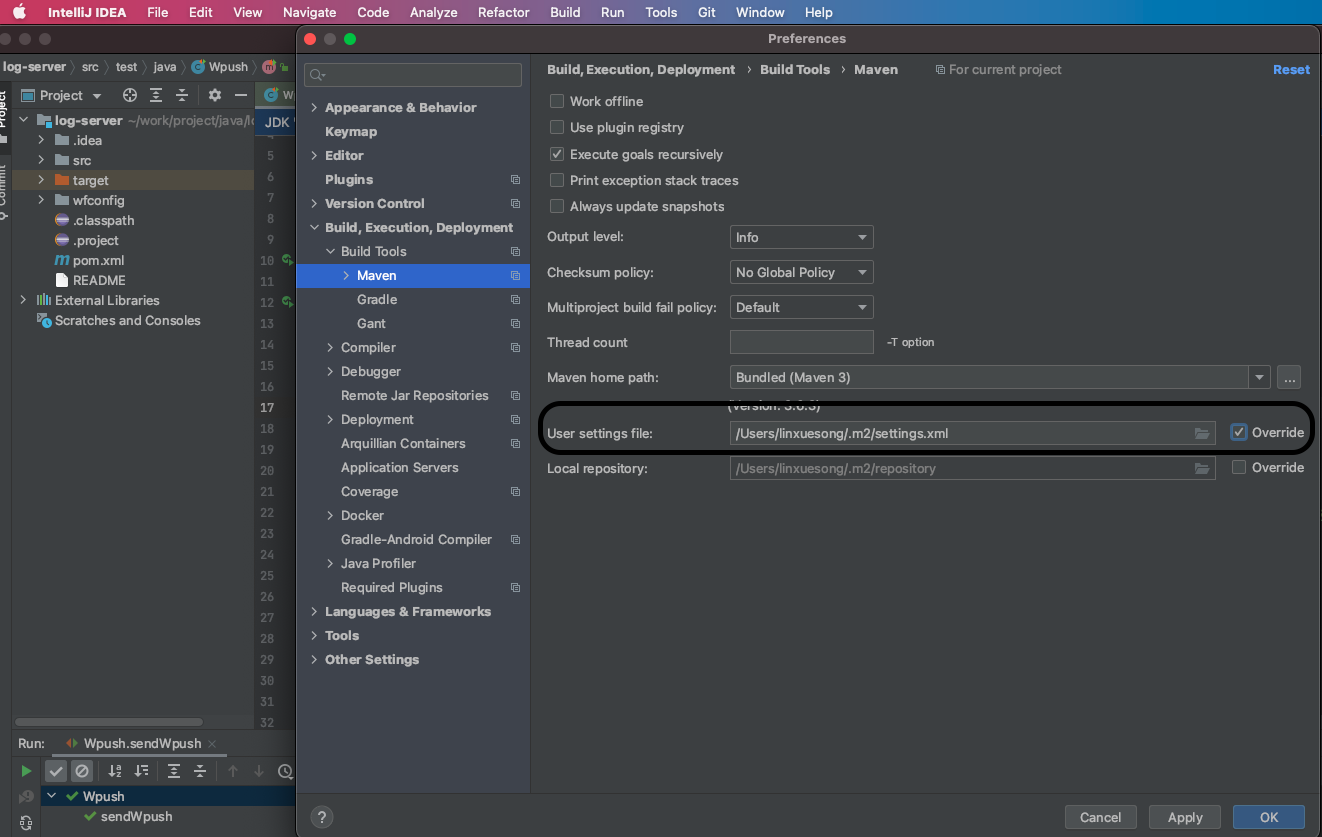 IntelliJ IDEA File Edit View Navigate Code Analyze Refactor Build Run Tools Git Window Help
Preferences
log-server src test java Wpush m
Project
Project
Commit
log-server ~/work/project/java/l
.idea
src
target
wfconfig
.classpath
.project
pom.xml
README
External Libraries
Scratches and Consoles
W
JDK
5
6
7
8
9
10
11
12
13
14
15
16
17
18
19
20
21
22
23
24
25
26
27
28
29
30
31
32
Appearance & Behavior
Keymap
Editor
Plugins
Version Control
Build, Execution, Deployment
Build Tools
Maven
Gradle
Gant
Compiler
Debugger
Remote Jar Repositories
Deployment
Arquillian Containers
Application Servers
Coverage
Docker
Gradle-Android Compiler
Java Profiler
Required Plugins
Languages & Frameworks
Tools
Other Settings
Build, Execution, Deployment › Build Tools › Maven For current project Reset
Work offline
Use plugin registry
Execute goals recursively
Print exception stack traces
Always update snapshots
Output level: Info
Checksum policy: No Global Policy
Multiproject build fail policy: Default
Thread count -T option
Maven home path: Bundled (Maven 3) ...
User settings file: /Users/linxuesong/.m2/settings.xml Override
Local repository: /Users/linxuesong/.m2/repository Override
Run: Wpush.sendWpush
Wpush
sendWpush
? Cancel Apply OK